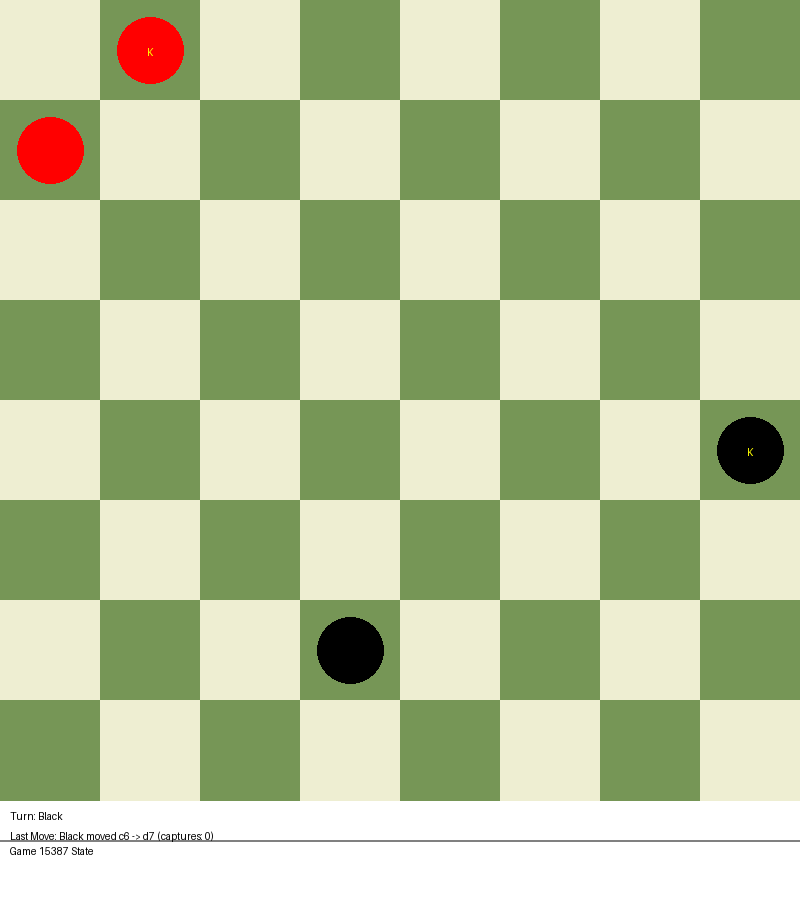 K
K
Turn: Black
Last Move: Black moved c6 -> d7 (captures: 0)
Game 15387 State